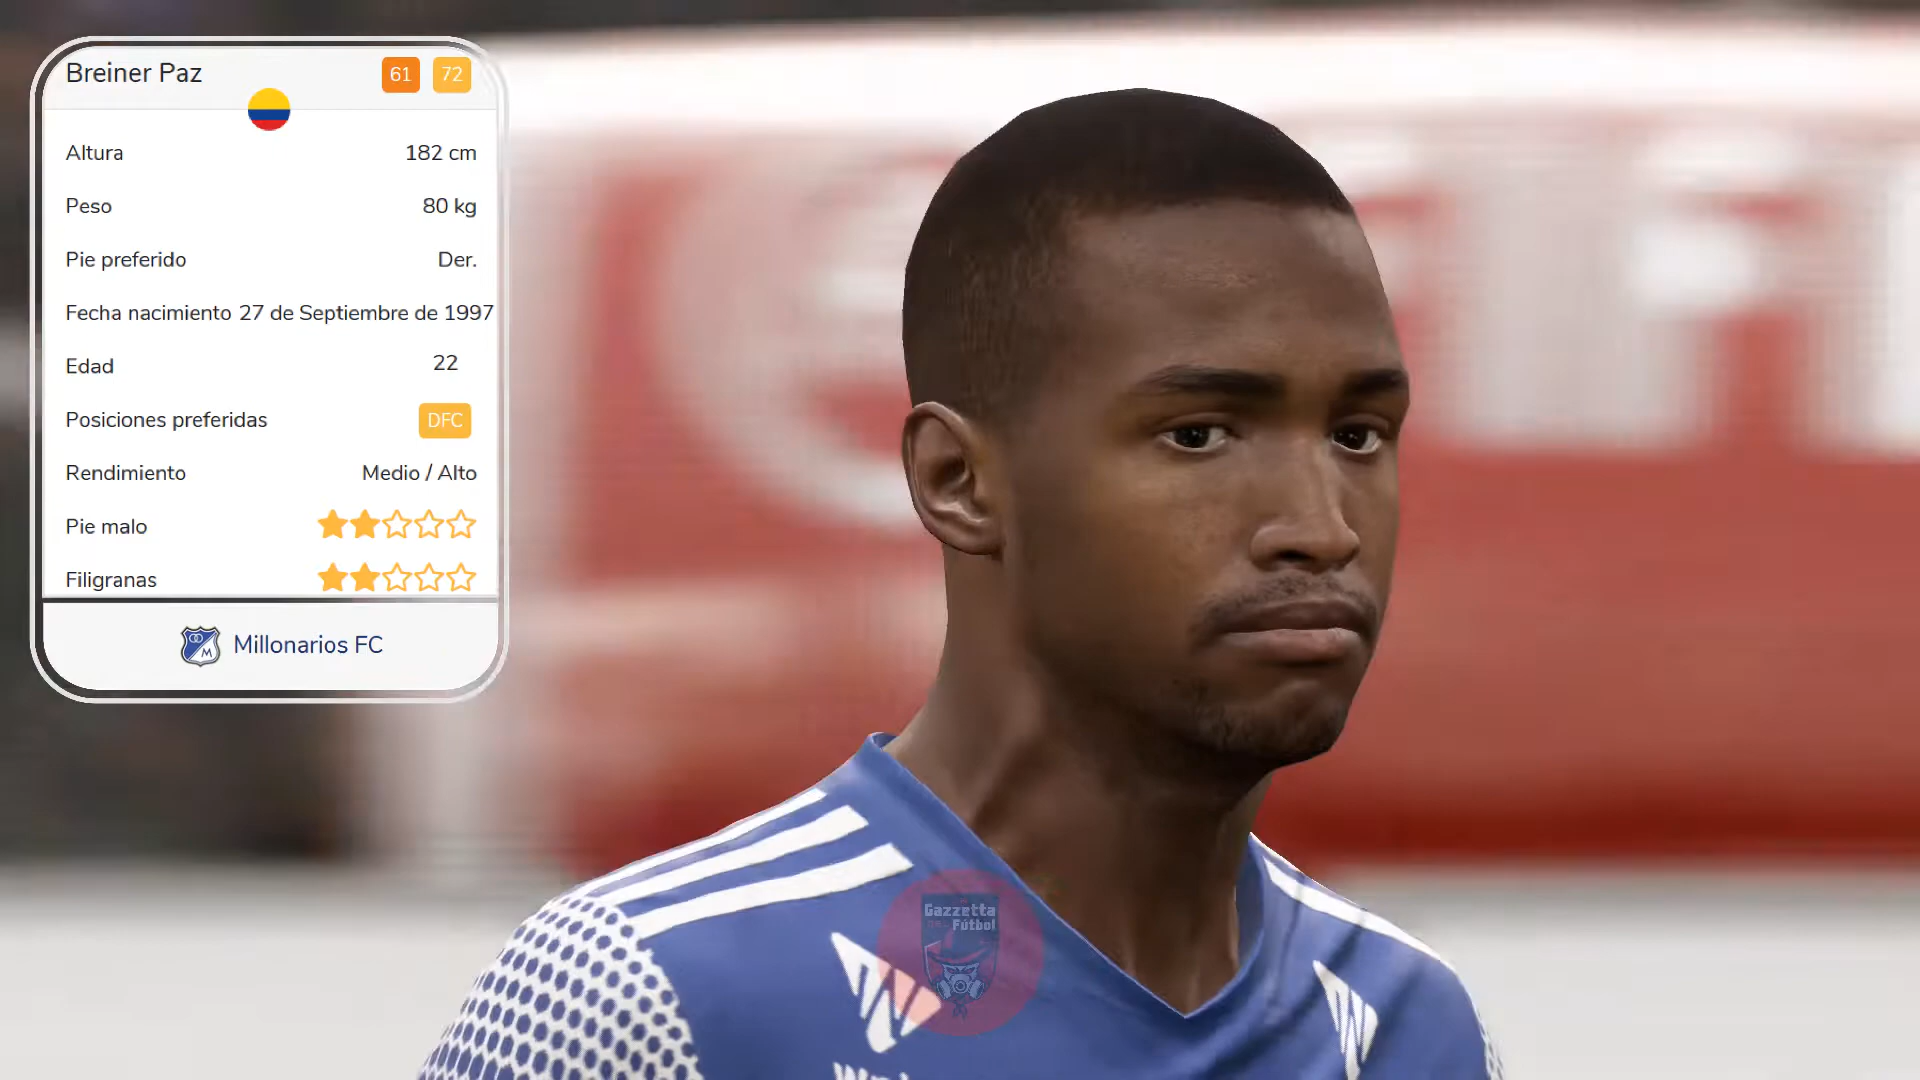 Breiner Paz 61 72
Altura 182 cm
Peso 80 kg
Pie preferido Der.
Fecha nacimiento 27 de Septiembre de 1997
Edad 22
Posiciones preferidas DFC
Rendimiento Medio / Alto
Pie malo
Filigranas
M
Millonarios FC
Gazzetta
Fútbol